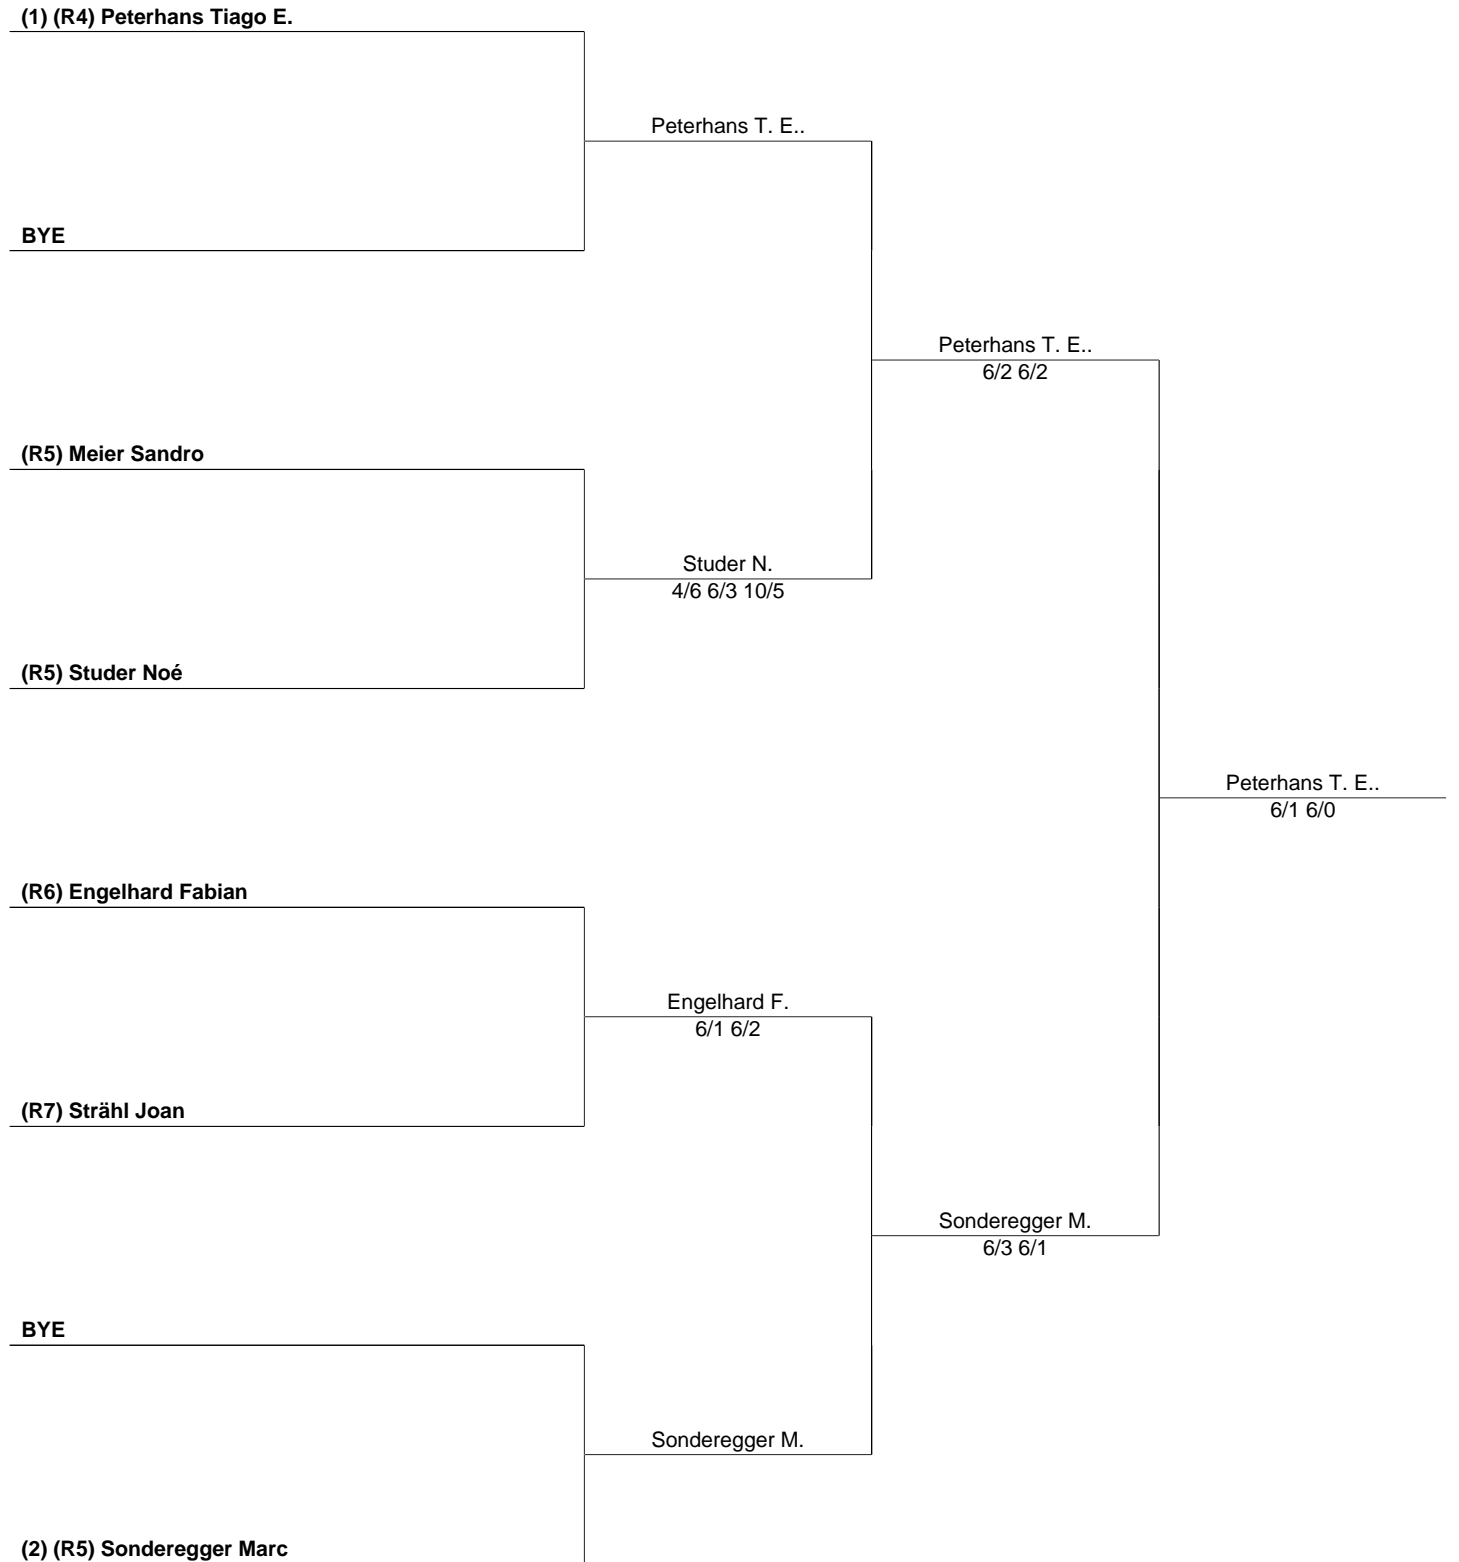 (1) (R4) Peterhans Tiago E.
Peterhans T. E..
BYE
Peterhans T. E..
6/2 6/2
(R5) Meier Sandro
Studer N.
4/6 6/3 10/5
(R5) Studer Noé
Peterhans T. E..
6/1 6/0
(R6) Engelhard Fabian
Engelhard F.
6/1 6/2
(R7) Strähl Joan
Sonderegger M.
6/3 6/1
BYE
Sonderegger M.
(2) (R5) Sonderegger Marc